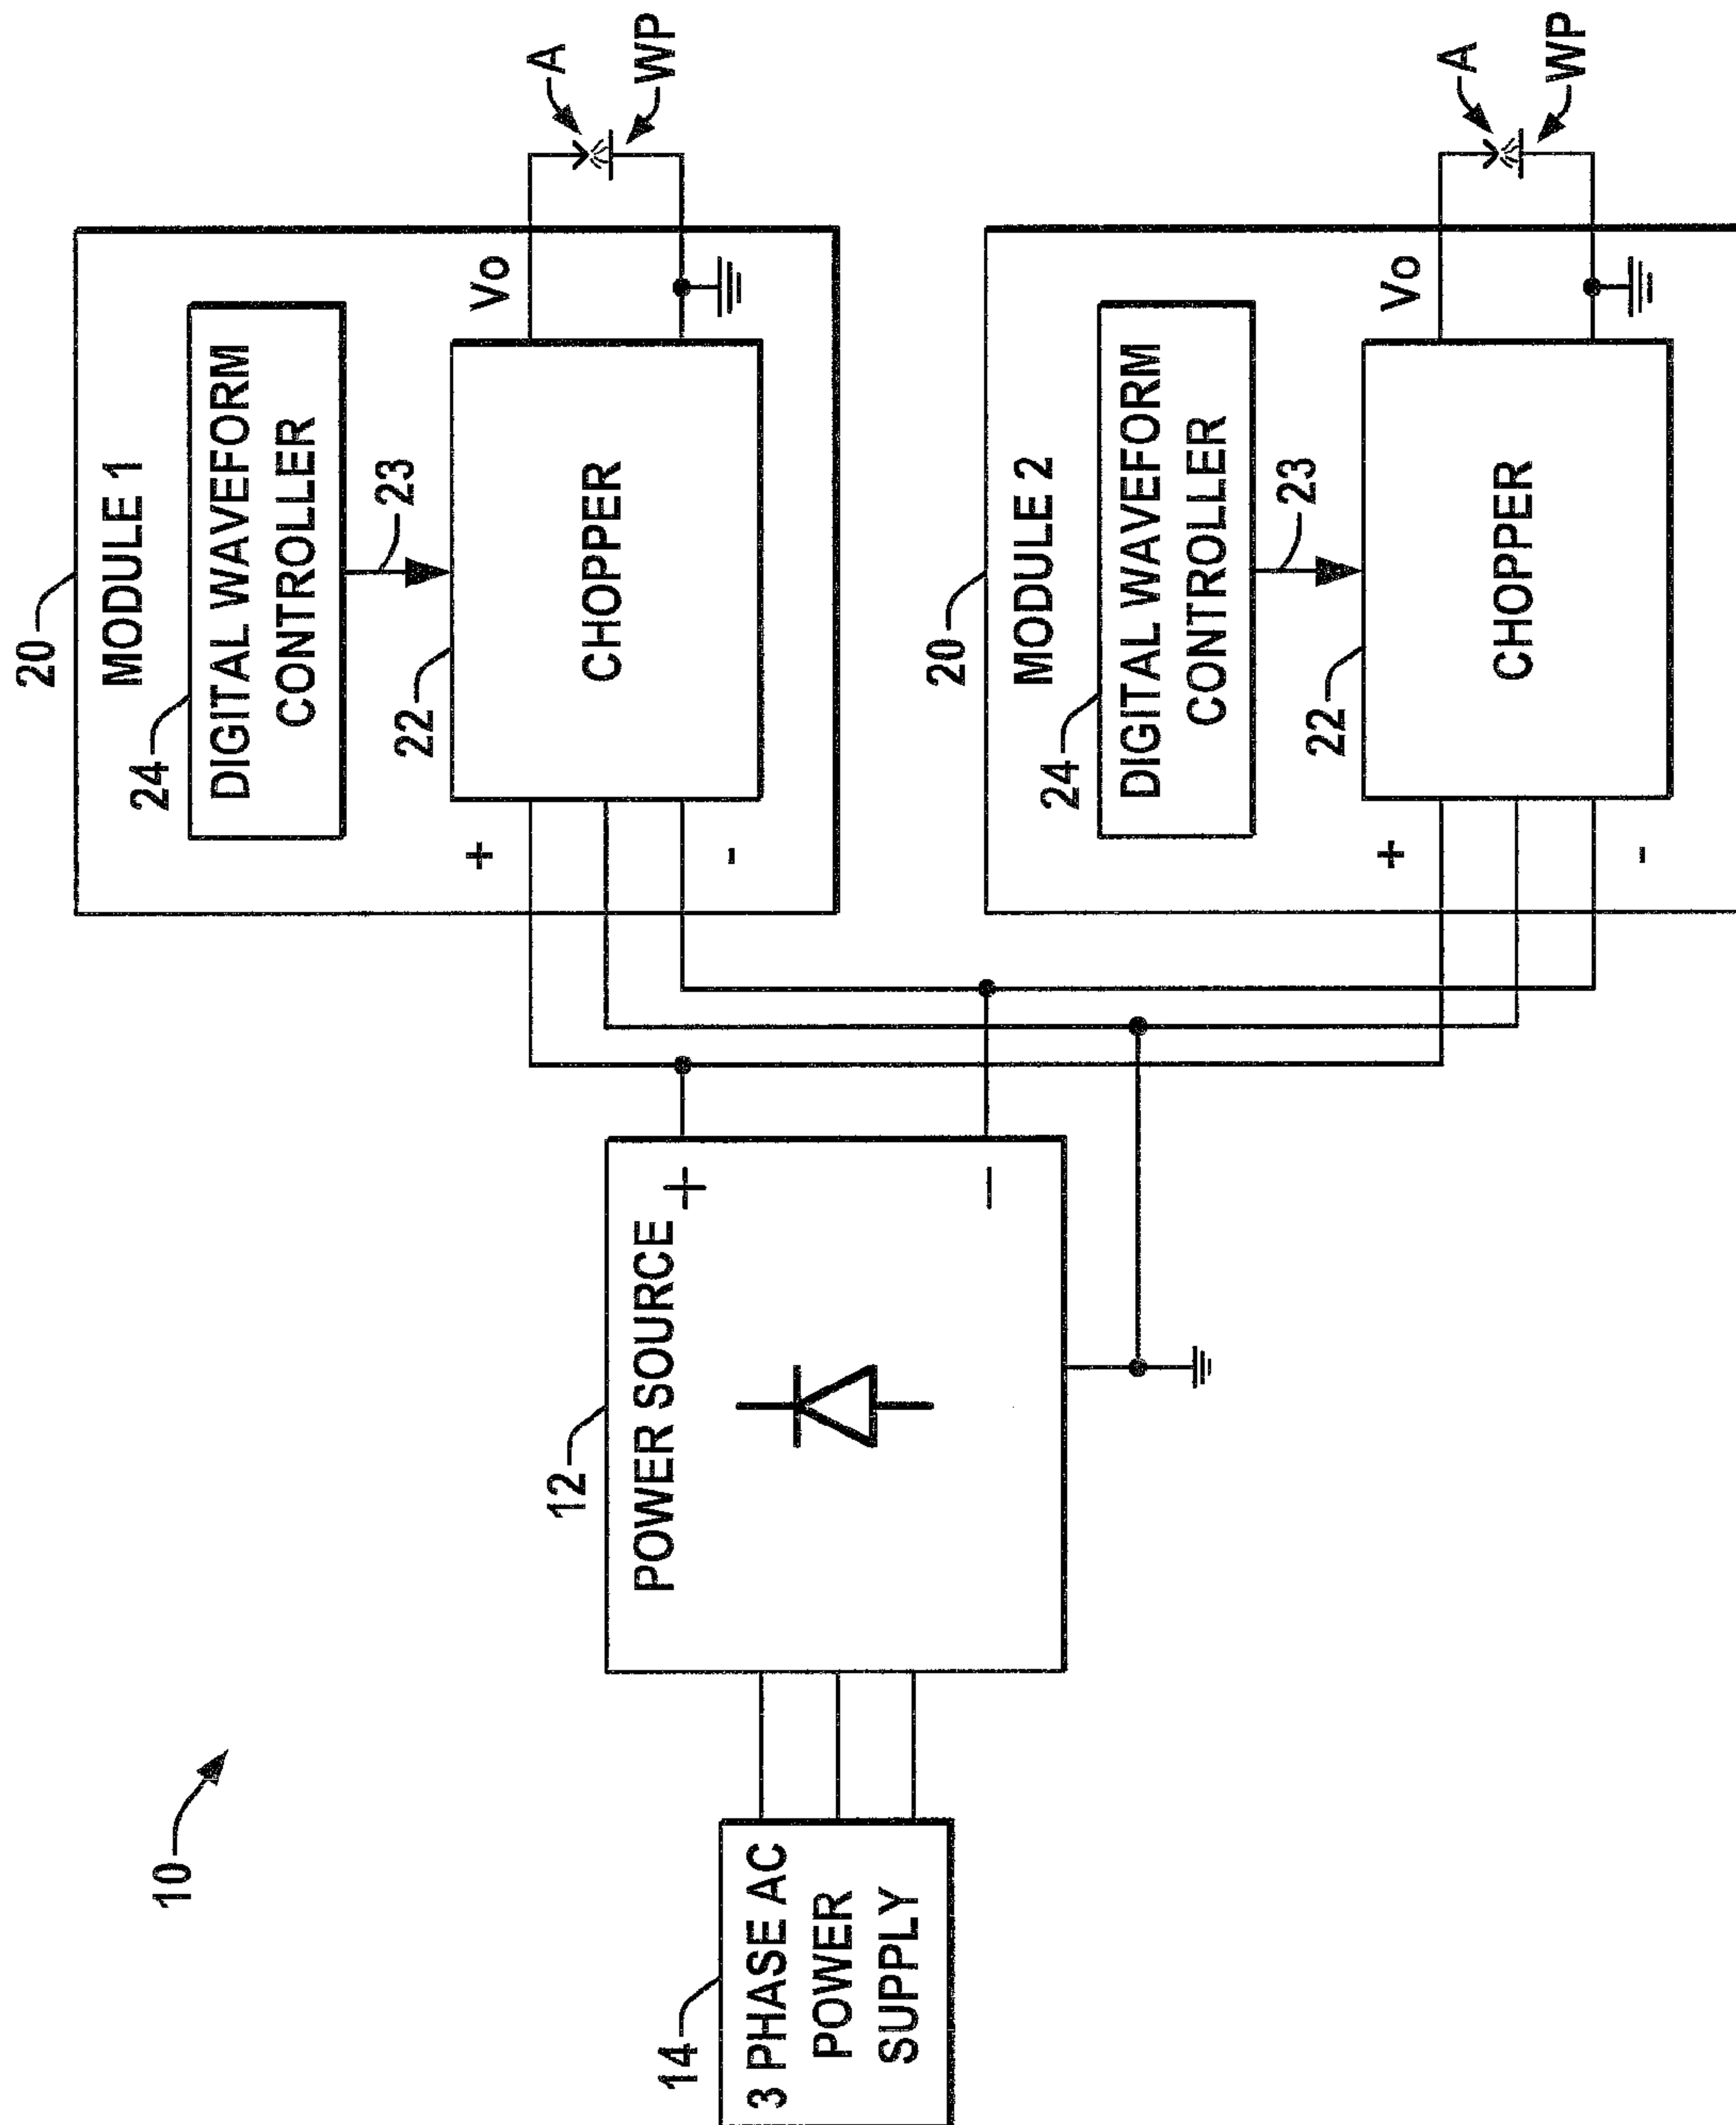 10
14
3 PHASE AC
POWER
SUPPLY
12
POWER SOURCE
+
−
20
MODULE 1
24
DIGITAL WAVEFORM
CONTROLLER
23
22
CHOPPER
+
-
Vo
A
WP
20
MODULE 2
24
DIGITAL WAVEFORM
CONTROLLER
23
22
CHOPPER
+
-
Vo
A
WP